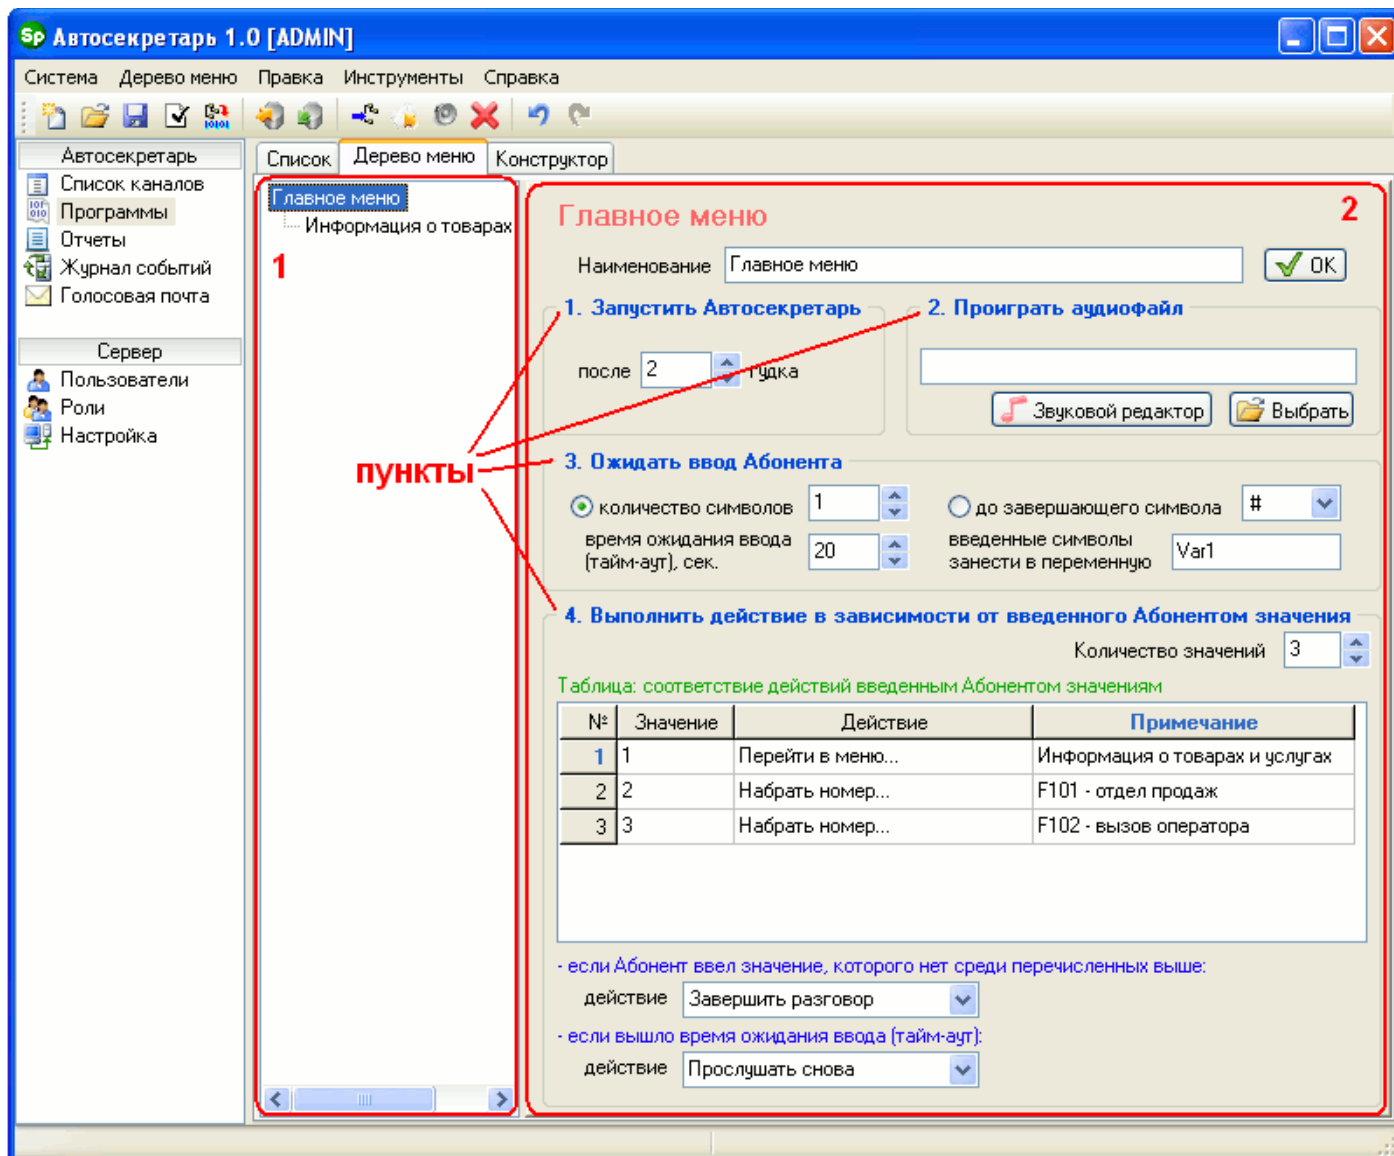 Sp Автосекретарь 1.0 [ADMIN]
Система Дерево меню Правка Инструменты Справка
Автосекретарь
Список каналов
Программы
Отчеты
Журнал событий
Голосовая почта
Сервер
Пользователи
Роли
Настройка
Список Дерево меню Конструктор
Главное меню
Информация о товарах
1
Главное меню 2
Наименование Главное меню OK
1. Запустить Автосекретарь
после 2 гудка
2. Проиграть аудиофайл
Звуковой редактор Выбрать
пункты
3. Ожидать ввод Абонента
количество символов 1 до завершающего символа #
время ожидания ввода
(тайм-аут), сек. 20
введенные символы
занести в переменную Var1
4. Выполнить действие в зависимости от введенного Абонентом значения
Количество значений 3
Таблица: соответствие действий введенным Абонентом значениям
№ Значение Действие Примечание
1 1 Перейти в меню... Информация о товарах и услугах
2 2 Набрать номер... F101 - отдел продаж
3 3 Набрать номер... F102 - вызов оператора
- если Абонент ввел значение, которого нет среди перечисленных выше:
действие Завершить разговор
- если вышло время ожидания ввода (тайм-аут):
действие Прослушать снова